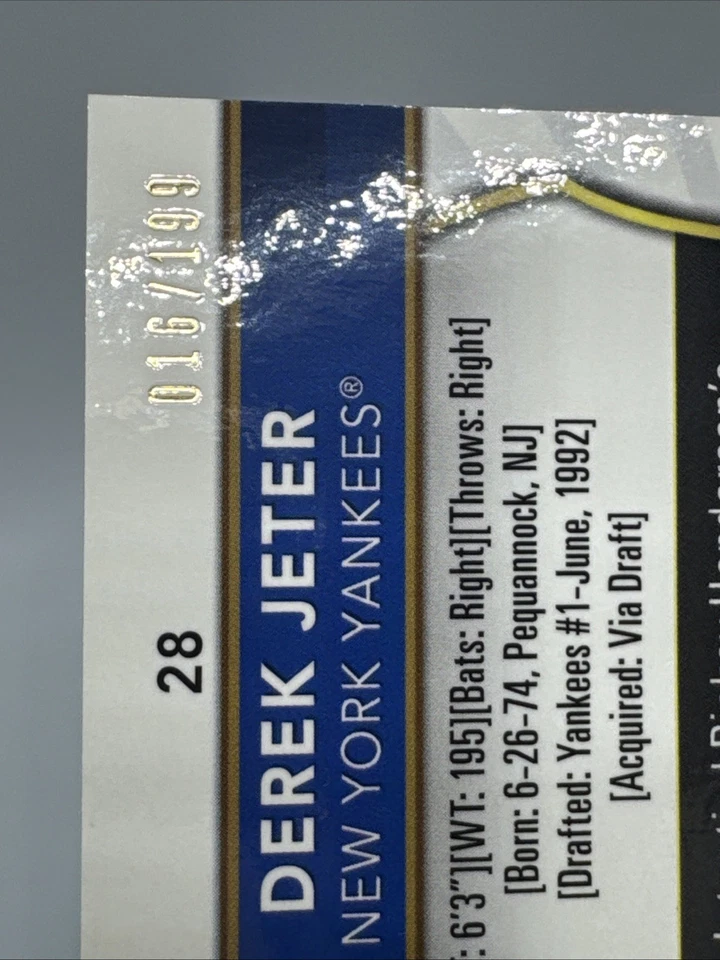 016/199
28
DEREK JETER
NEW YORK YANKEES®
: 6'3"][WT: 195][Bats: Right][Throws: Right]
[Born: 6-26-74, Pequannock, NJ]
[Drafted: Yankees #1-June, 1992]
[Acquired: Via Draft]